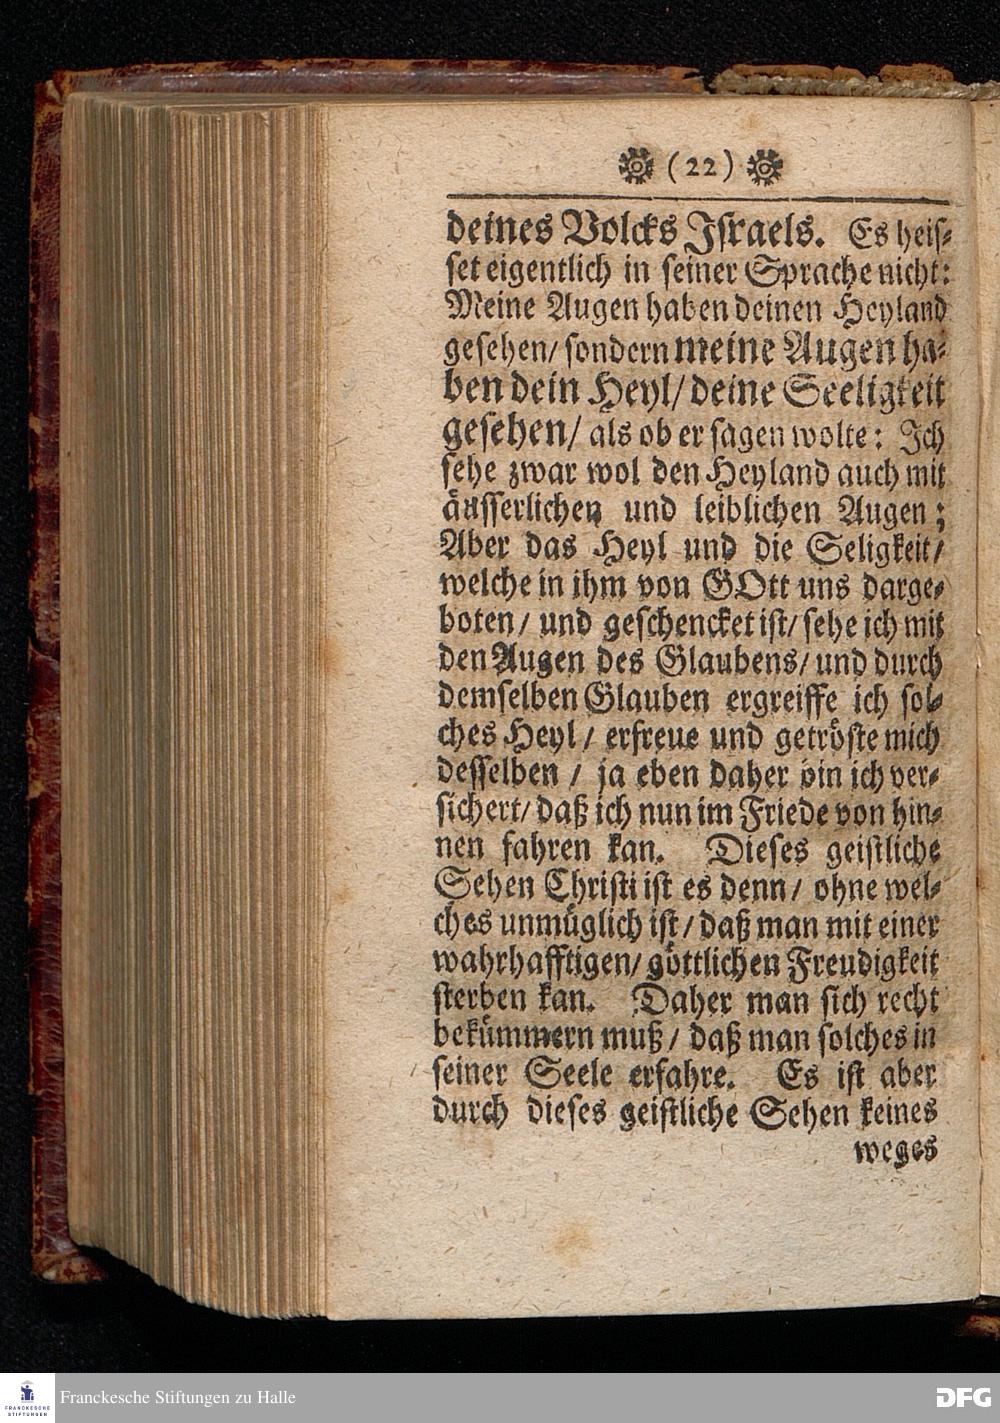 (22)
deines Volcks Israels. Es heis-
set eigentlich in seiner Sprache nicht:
Meine Augen haben deinen Heyland
gesehen/ sondern meine Augen ha-
ben dein Heyl/ deine Seeligkeit
gesehen/ als ob er sagen wolte: Ich
sehe zwar wol den Heyland auch mit
äusserlichen und leiblichen Augen;
Aber das Heyl und die Seligkeit/
welche in ihm von GOtt uns darge-
boten/ und geschencket ist/ sehe ich mit
den Augen des Glaubens/ und durch
demselben Glauben ergreiffe ich sol-
ches Heyl/ erfreue und getröste mich
desselben / ja eben daher bin ich ver-
sichert/ daß ich nun im Friede von hin-
nen fahren kan. Dieses geistliche
Sehen Christi ist es denn/ ohne wel-
ches unmüglich ist/ daß man mit einer
wahrhafftigen/ göttlichen Freudigkeit
sterben kan. Daher man sich recht
bekümmern muß/ daß man solches in
seiner Seele erfahre. Es ist aber
durch dieses geistliche Sehen keines
weges
FRANCKESCHE
STIFTUNGEN
Franckesche Stiftungen zu Halle
DFG